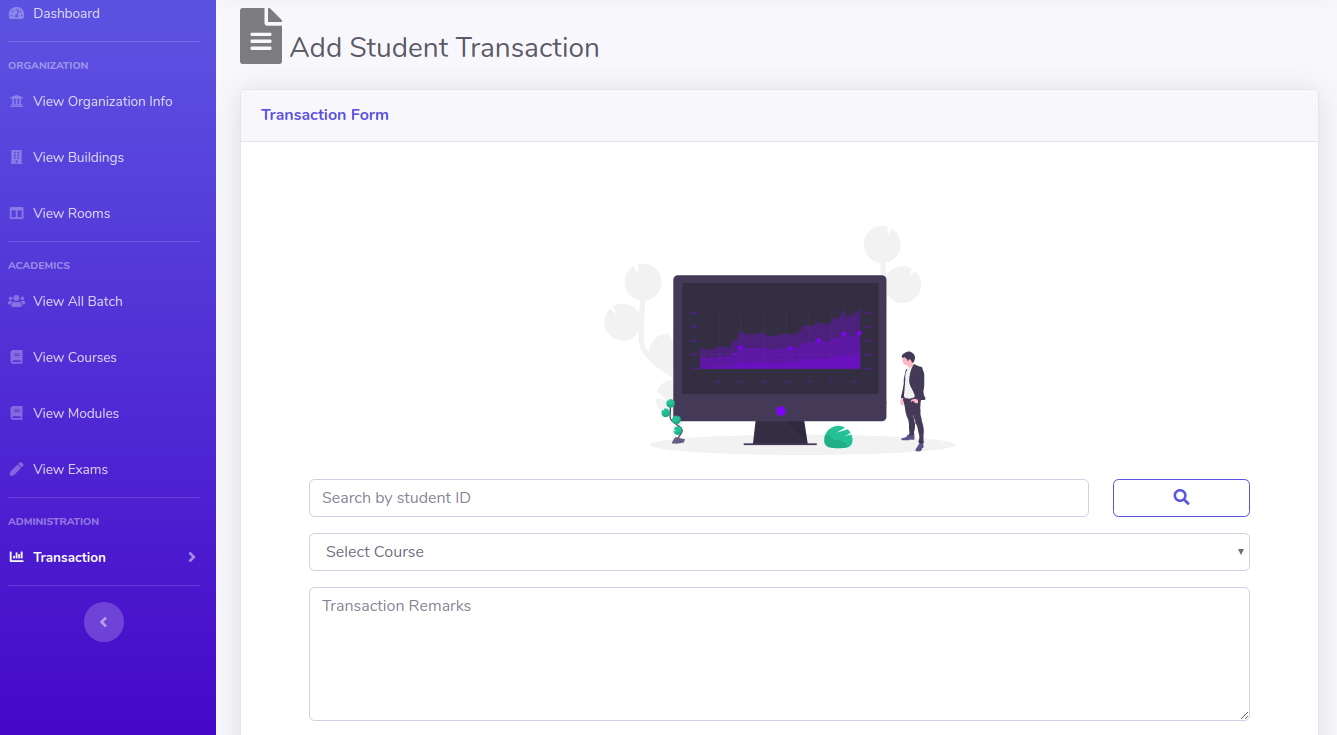 Dashboard
ORGANIZATION
View Organization Info
View Buildings
View Rooms
ACADEMICS
View All Batch
View Courses
View Modules
View Exams
ADMINISTRATION
Transaction
Add Student Transaction
Transaction Form
Search by student ID
Select Course
Transaction Remarks